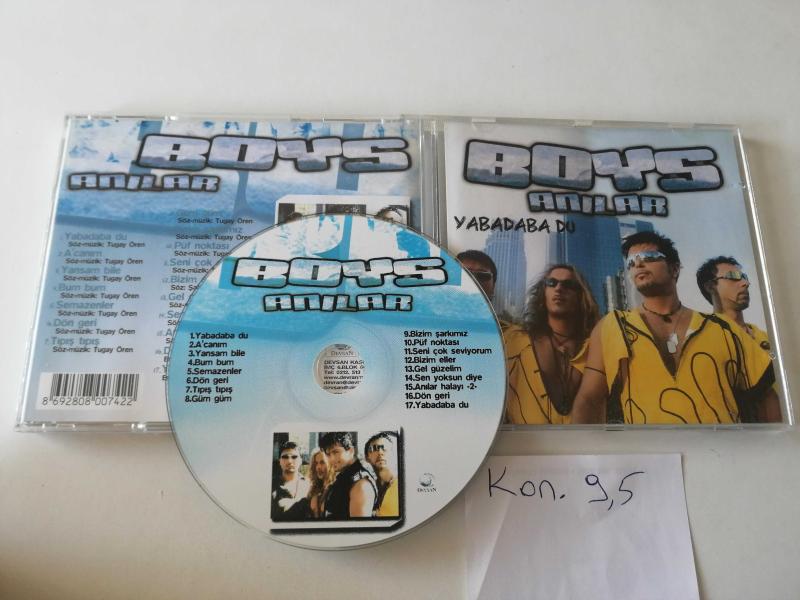 BOYS
ANILAR
Yabadaba du
Söz-müzik: Tugay Ören
A'canım
Söz-müzik: Tugay Ören
Yansam bile
Söz-müzik: Tugay Ören
Bum bum
Söz-müzik: Tugay Ören
Semazenler
Söz-müzik: Tugay Ören
Dön geri
Söz-müzik: Tugay Ören
Tıpış tıpış
Söz-müzik: Tugay Ören
Söz-müzik: Tugay Ören
Püf noktası
Seni çok
Bizim
Gel
8 692808 007422
BOYS
ANILAR
1.Yabadaba du
2.A'canım
3.Yansam bile
4.Bum bum
5.Semazenler
6.Dön geri
7.Tıpış tıpış
8.Güm güm
DEVSAN
9.Bizim şarkımız
10.Püf noktası
11.Seni çok seviyorum
12.Bizim eller
13.Gel güzelim
14.Sen yoksun diye
15.Anılar halayı -2-
16.Dön geri
17.Yabadaba du
DEVSAN
BOYS
ANILAR
YABADABA DU
Kon. 9,5